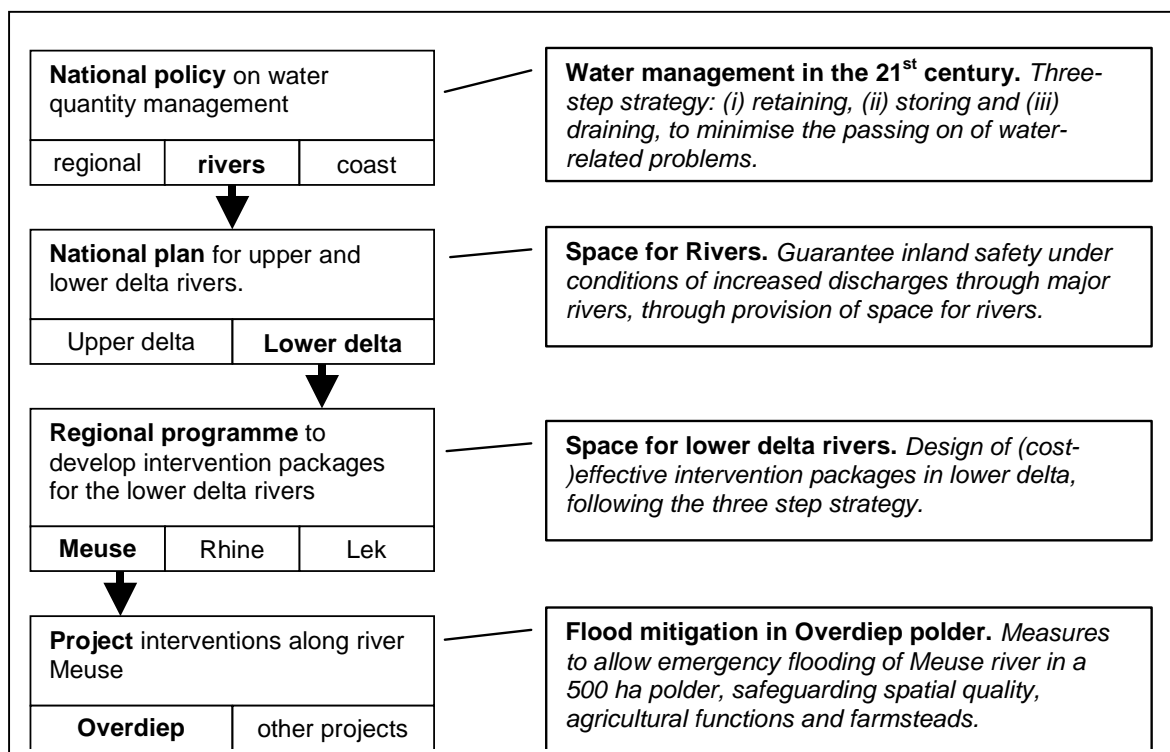 National policy on water
quantity management
regional rivers coast
Water management in the 21st century. Three-
step strategy: (i) retaining, (ii) storing and (iii)
draining, to minimise the passing on of water-
related problems.
National plan for upper and
lower delta rivers.
Upper delta Lower delta
Space for Rivers. Guarantee inland safety under
conditions of increased discharges through major
rivers, through provision of space for rivers.
Regional programme to
develop intervention packages
for the lower delta rivers
Meuse Rhine Lek
Space for lower delta rivers. Design of (cost-
)effective intervention packages in lower delta,
following the three step strategy.
Project interventions along river
Meuse
Overdiep other projects
Flood mitigation in Overdiep polder. Measures
to allow emergency flooding of Meuse river in a
500 ha polder, safeguarding spatial quality,
agricultural functions and farmsteads.